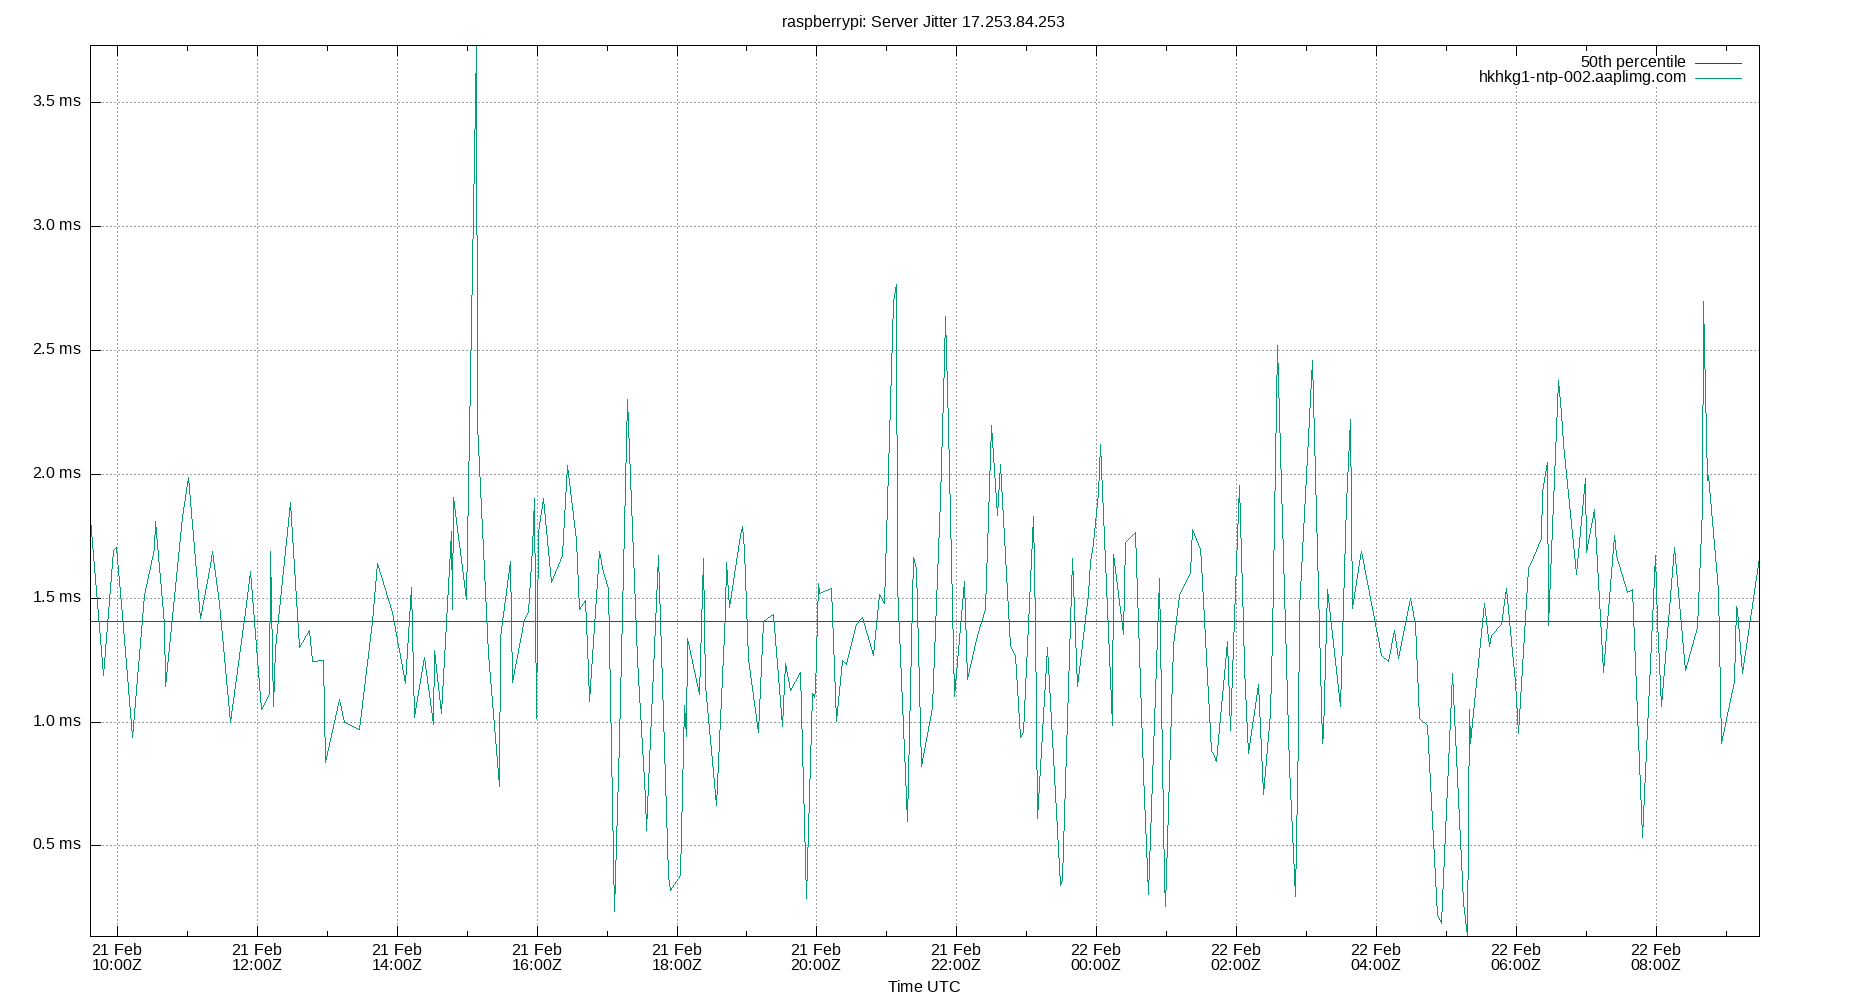 raspberrypi: Server Jitter 17.253.84.253
50th percentile
hkhkg1-ntp-002.aaplimg.com
3.5 ms
3.0 ms
2.5 ms
2.0 ms
1.5 ms
1.0 ms
0.5 ms
21 Feb 21 Feb 21 Feb 21 Feb 21 Feb 21 Feb 21 Feb 22 Feb 22 Feb 22 Feb 22 Feb 22 Feb
10:00Z 12:00Z 14:00Z 16:00Z 18:00Z 20:00Z 22:00Z 00:00Z 02:00Z 04:00Z 06:00Z 08:00Z
Time UTC